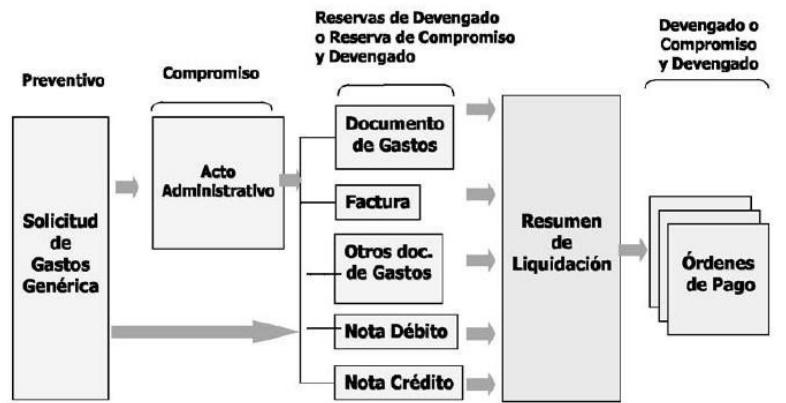 Preventivo
Compromiso
Reservas de Devengado
o Reserva de Compromiso
y Devengado
Devengado o
Compromiso
y Devengado
Solicitud
de
Gastos
Genérica
Acto
Administrativo
Documento
de Gastos
Factura
Otros doc.
de Gastos
Nota Débito
Nota Crédito
Resumen
de
Liquidación
Órdenes
de Pago